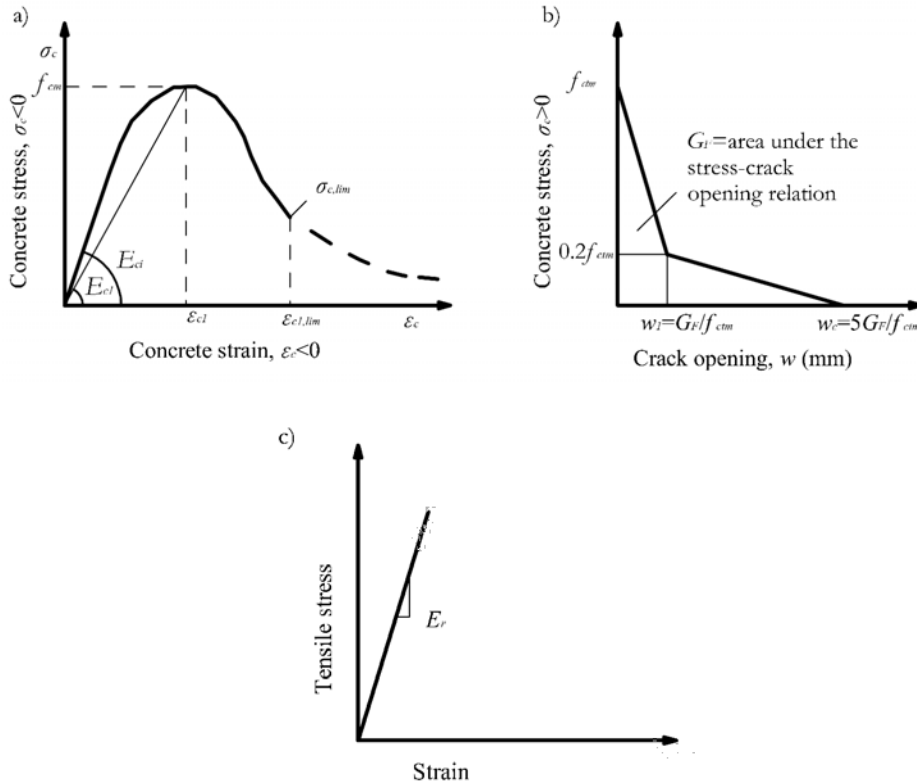 a)
σc
fcm
Concrete stress, σc<0
Eci
Ec1
σc,lim
εc1
εc1,lim
εc
Concrete strain, εc<0
b)
fctm
Concrete stress, σc>0
GF=area under the
stress-crack
opening relation
0.2fctm
w1=GF/fctm
wc=5GF/fctm
Crack opening, w (mm)
c)
Tensile stress
Er
Strain